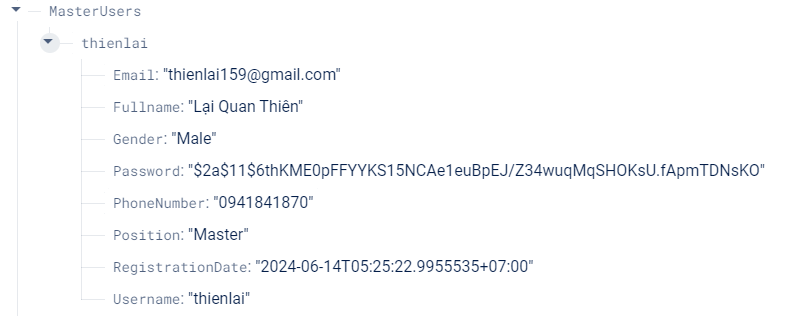 MasterUsers
thienlai
Email: "thienlai159@gmail.com"
Fullname: "Lại Quan Thiên"
Gender: "Male"
Password: "$2a$11$6thKME0pFFYYKS15NCAe1euBpEJ/Z34wuqMqSHOKsU.fApmTDNsKO"
PhoneNumber: "0941841870"
Position: "Master"
RegistrationDate: "2024-06-14T05:25:22.9955535+07:00"
Username: "thienlai"